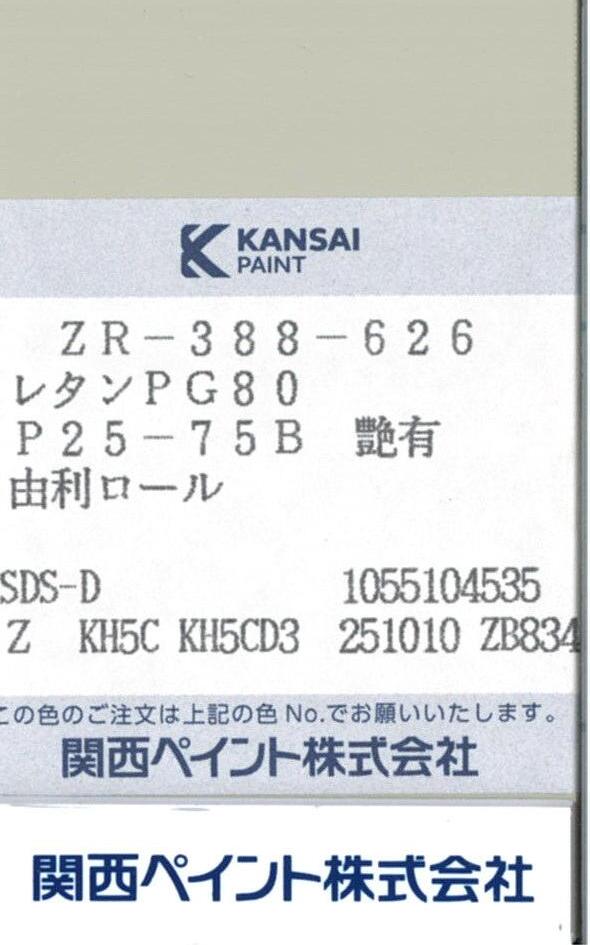 KANSAI
PAINT
ZR-388-626
レタンPG80
P25-75B 艶有
由利ロール
SDS-D 1055104535
Z KH5C KH5CD3 251010 ZB834
この色のご注文は上記の色No.でお願いいたします。
関西ペイント株式会社
関西ペイント株式会社